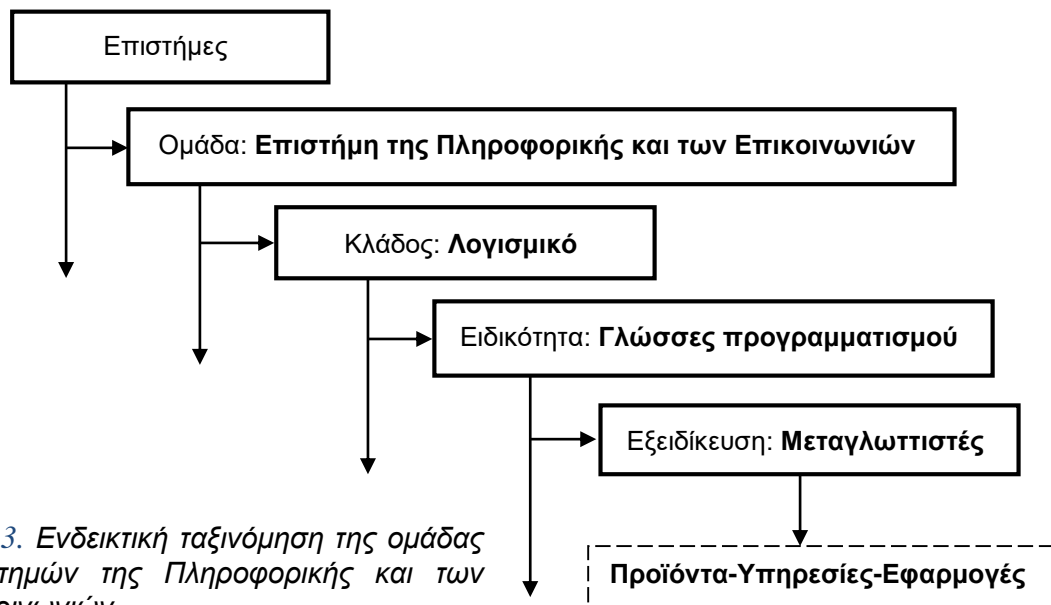 Επιστήμες
Ομάδα: Επιστήμη της Πληροφορικής και των Επικοινωνιών
Κλάδος: Λογισμικό
Ειδικότητα: Γλώσσες προγραμματισμού
Εξειδίκευση: Μεταγλωττιστές
Προϊόντα-Υπηρεσίες-Εφαρμογές
3. Ενδεικτική ταξινόμηση της ομάδας
της Πληροφορικής και των